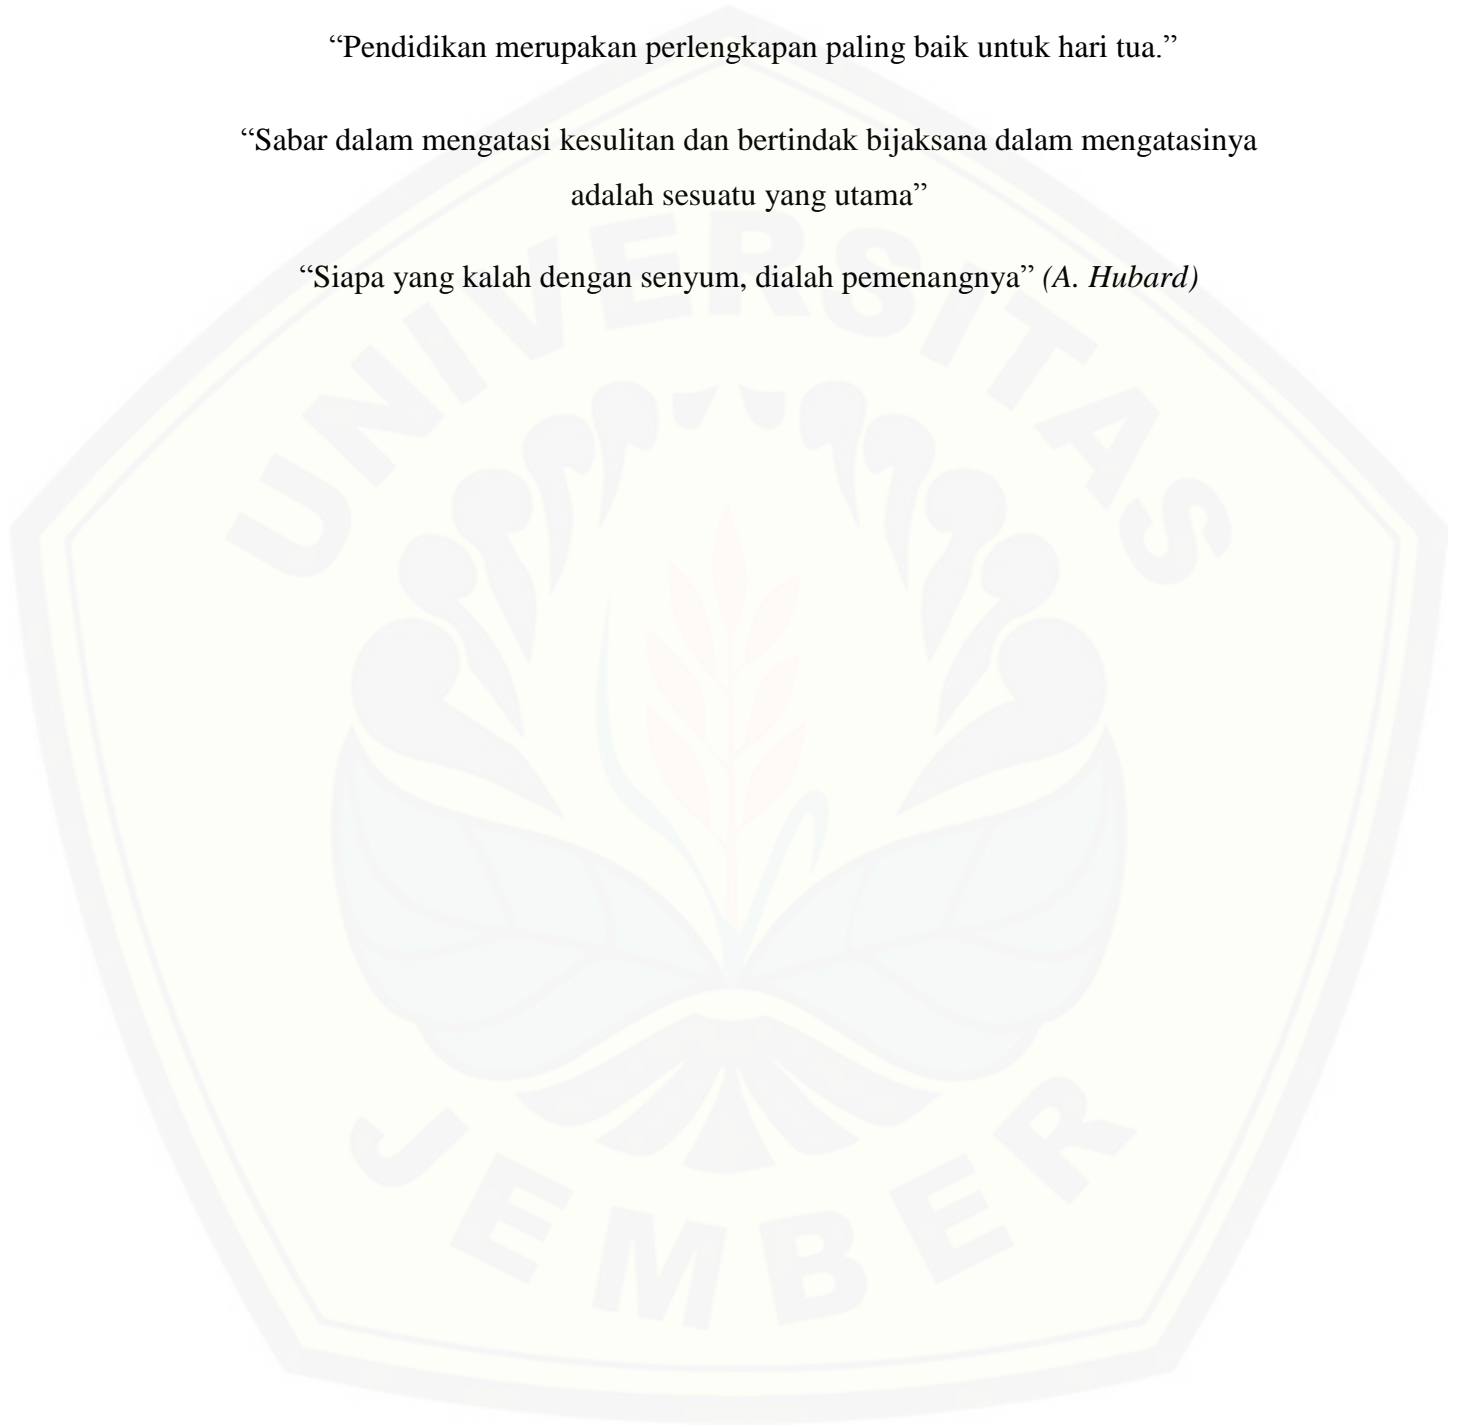 “Pendidikan merupakan perlengkapan paling baik untuk hari tua.”
“Sabar dalam mengatasi kesulitan dan bertindak bijaksana dalam mengatasinya
adalah sesuatu yang utama”
“Siapa yang kalah dengan senyum, dialah pemenangnya” (A. Hubard)
UNIVERSITAS
JEMBER